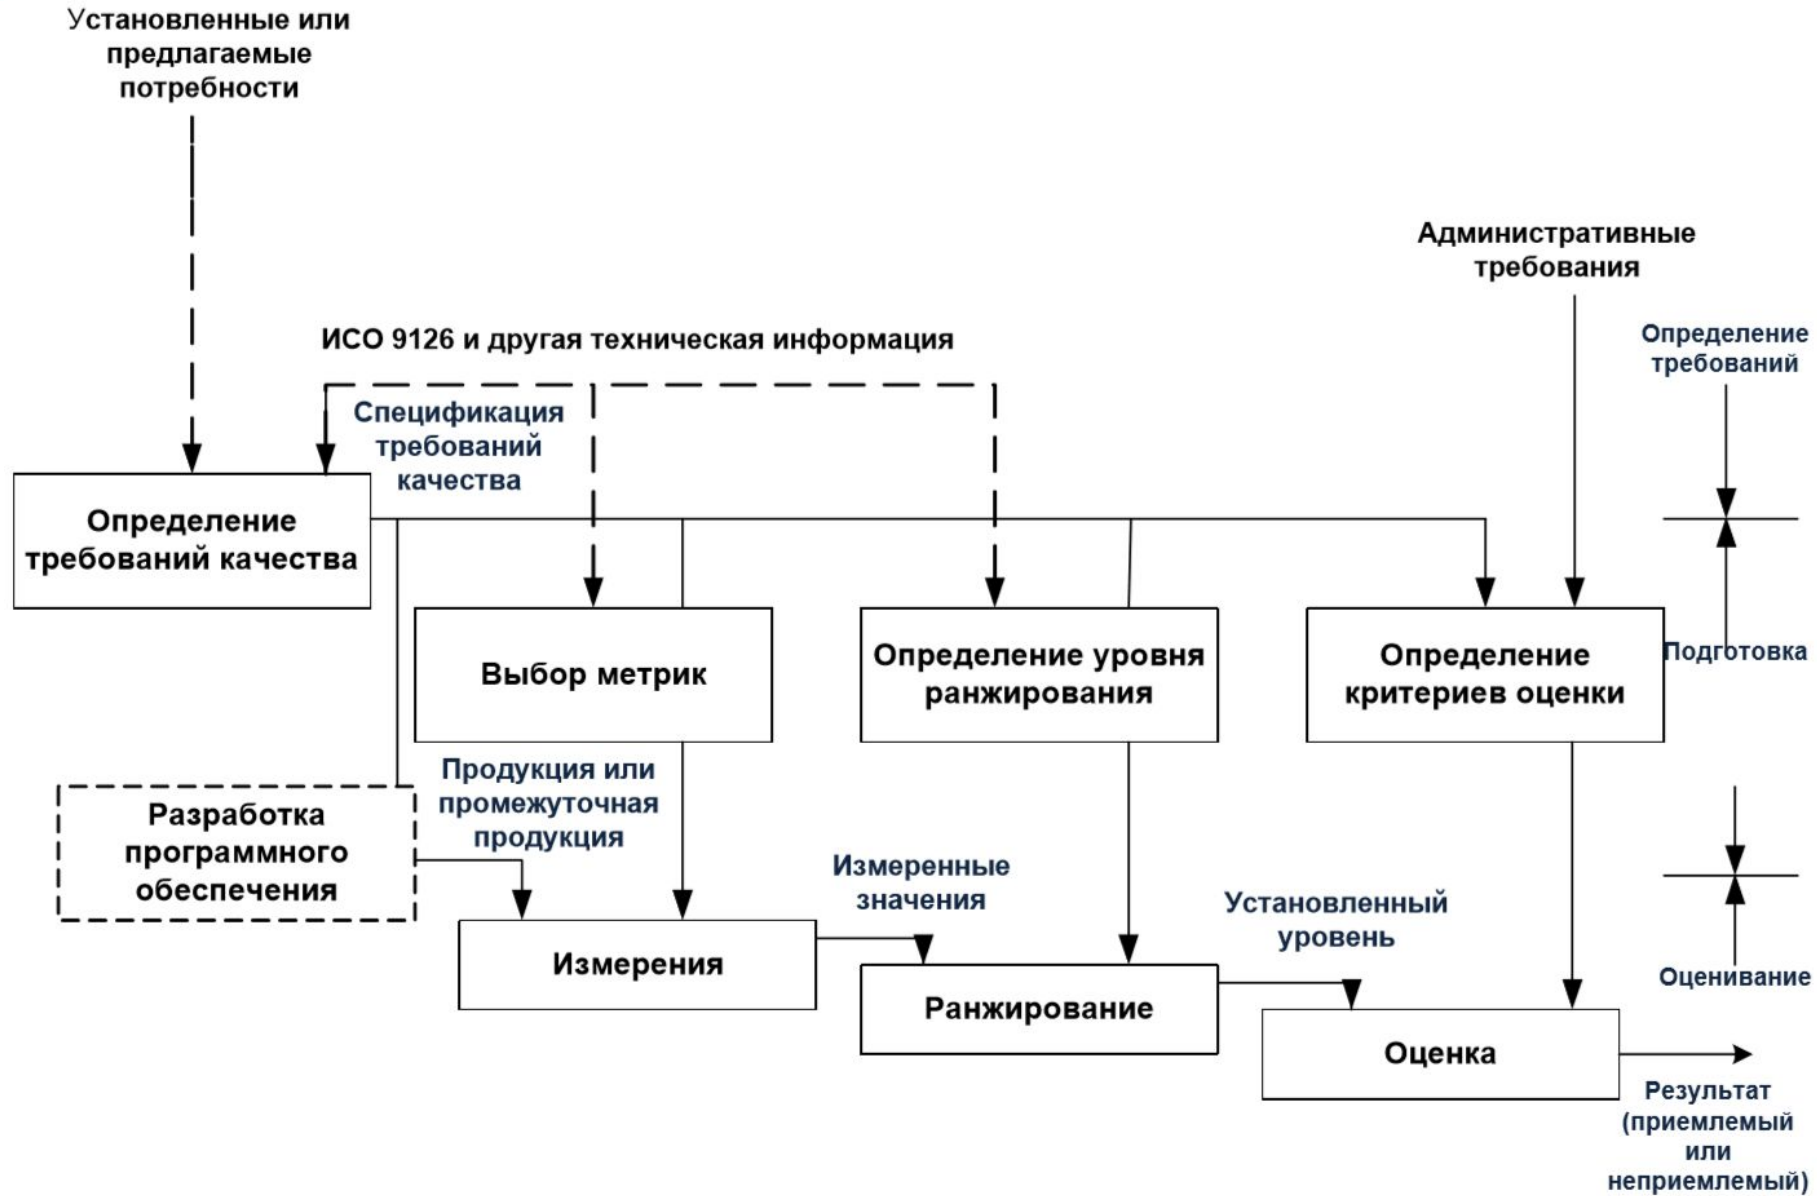 Установленные или
предлагаемые
потребности
Административные
требования
ИСО 9126 и другая техническая информация
Определение
требований
Спецификация
требований
качества
Определение
требований качества
Выбор метрик
Определение уровня
ранжирования
Определение
критериев оценки
Подготовка
Продукция или
промежуточная
продукция
Разработка
программного
обеспечения
Измеренные
значения
Установленный
уровень
Измерения
Оценивание
Ранжирование
Оценка
Результат
(приемлемый
или
неприемлемый)